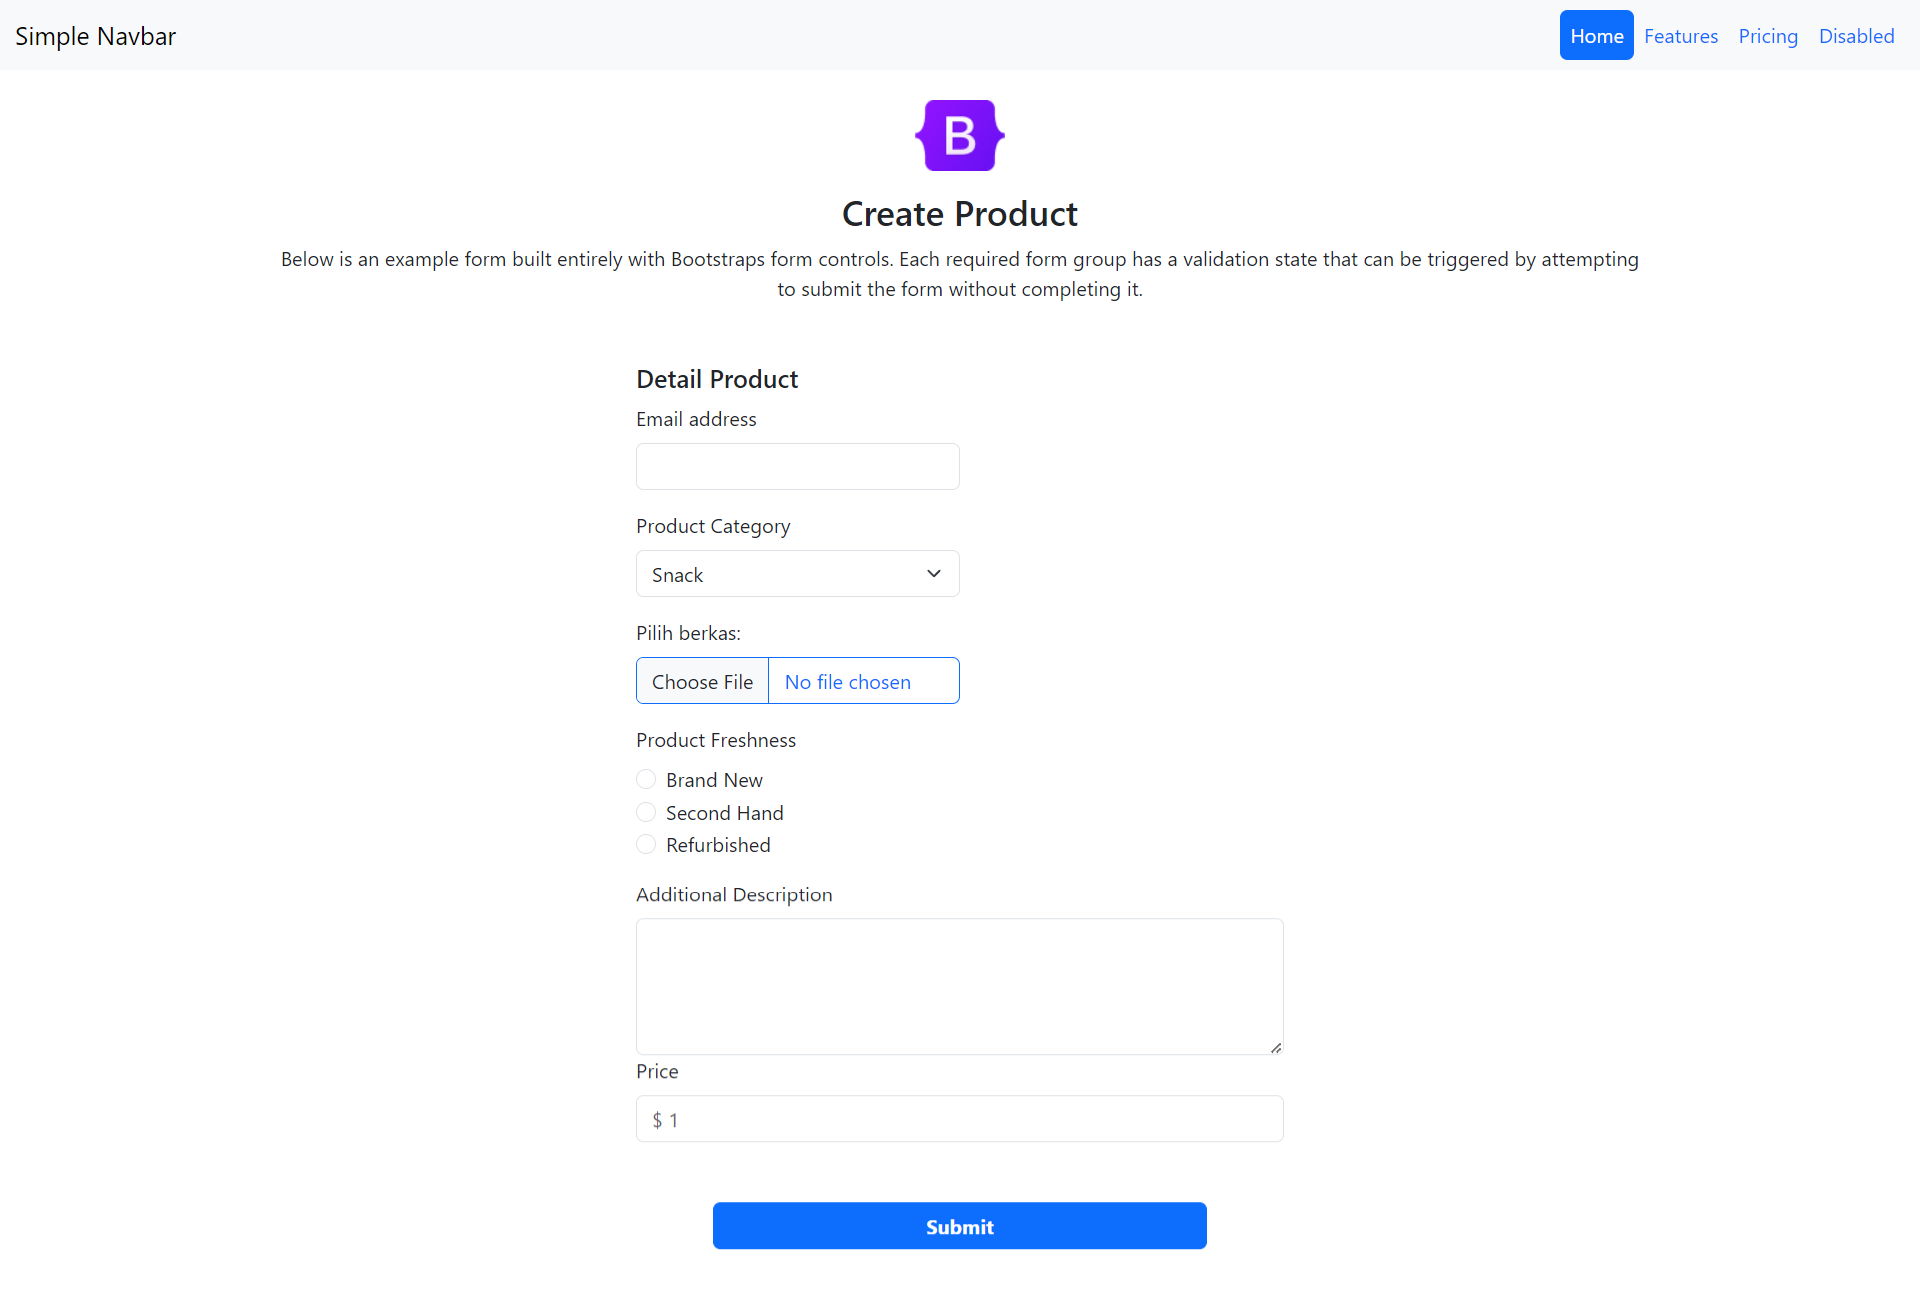 Simple Navbar
Home Features Pricing Disabled
B
Create Product
Below is an example form built entirely with Bootstraps form controls. Each required form group has a validation state that can be triggered by attempting
to submit the form without completing it.
Detail Product
Email address
Product Category
Snack
Pilih berkas:
Choose File No file chosen
Product Freshness
Brand New
Second Hand
Refurbished
Additional Description
Price
$ 1
Submit